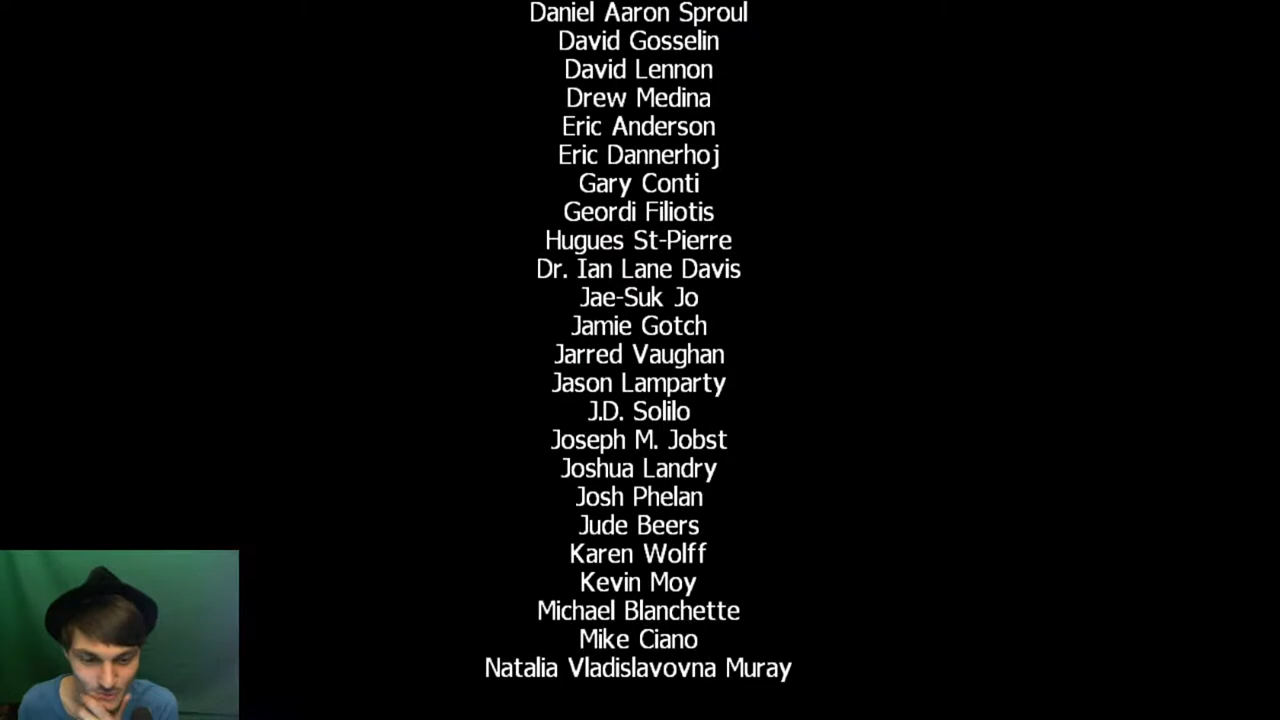 Daniel Aaron Sproul
David Gosselin
David Lennon
Drew Medina
Eric Anderson
Eric Dannerhoj
Gary Conti
Geordi Filiotis
Hugues St-Pierre
Dr. Ian Lane Davis
Jae-Suk Jo
Jamie Gotch
Jarred Vaughan
Jason Lamparty
J.D. Solilo
Joseph M. Jobst
Joshua Landry
Josh Phelan
Jude Beers
Karen Wolff
Kevin Moy
Michael Blanchette
Mike Ciano
Natalia Vladislavovna Muray